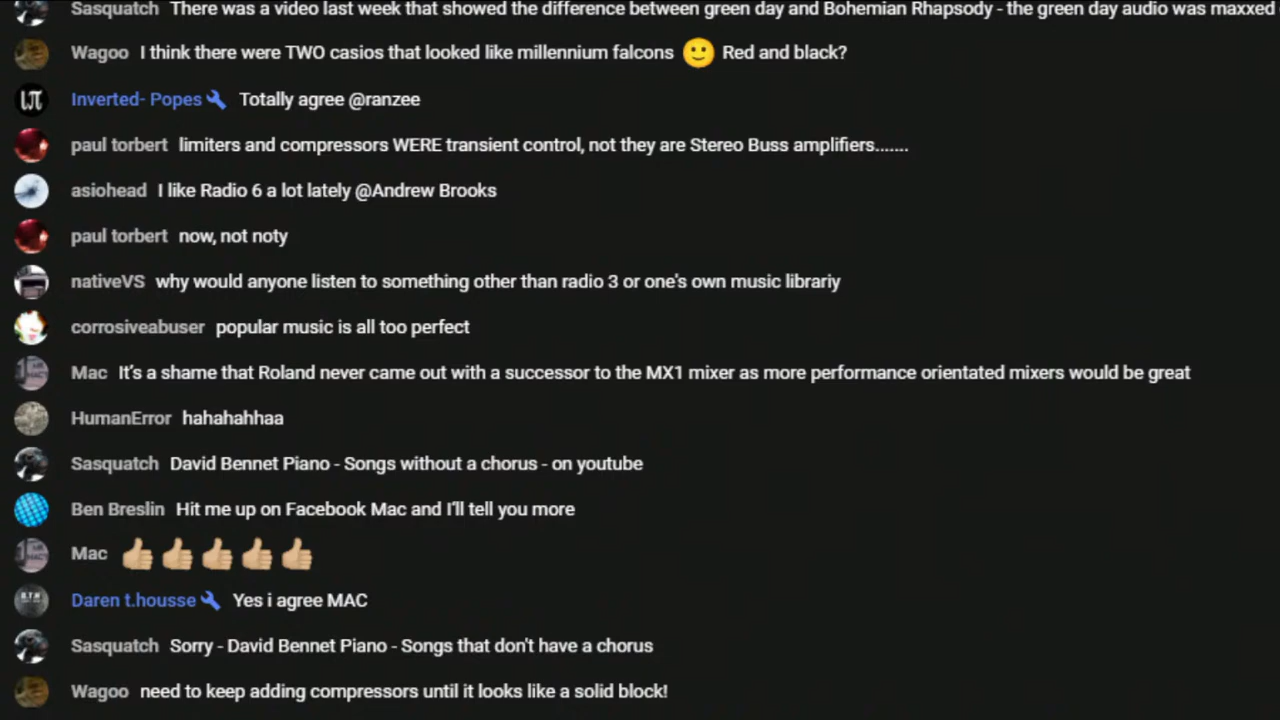 Sasquatch There was a video last week that showed the difference between green day and Bohemian Rhapsody - the green day audio was maxxed
Wagoo I think there were TWO casios that looked like millennium falcons 🙂 Red and black?
Inverted- Popes Totally agree @ranzee
paul torbert limiters and compressors WERE transient control, not they are Stereo Buss amplifiers.......
asiohead I like Radio 6 a lot lately @Andrew Brooks
paul torbert now, not noty
nativeVS why would anyone listen to something other than radio 3 or one's own music librariy
corrosiveabuser popular music is all too perfect
Mac It's a shame that Roland never came out with a successor to the MX1 mixer as more performance orientated mixers would be great
HumanError hahahahhaa
Sasquatch David Bennet Piano - Songs without a chorus - on youtube
Ben Breslin Hit me up on Facebook Mac and I'll tell you more
Mac 👍🏼👍🏼👍🏼👍🏼👍🏼
Daren t.housse Yes i agree MAC
Sasquatch Sorry - David Bennet Piano - Songs that don't have a chorus
Wagoo need to keep adding compressors until it looks like a solid block!